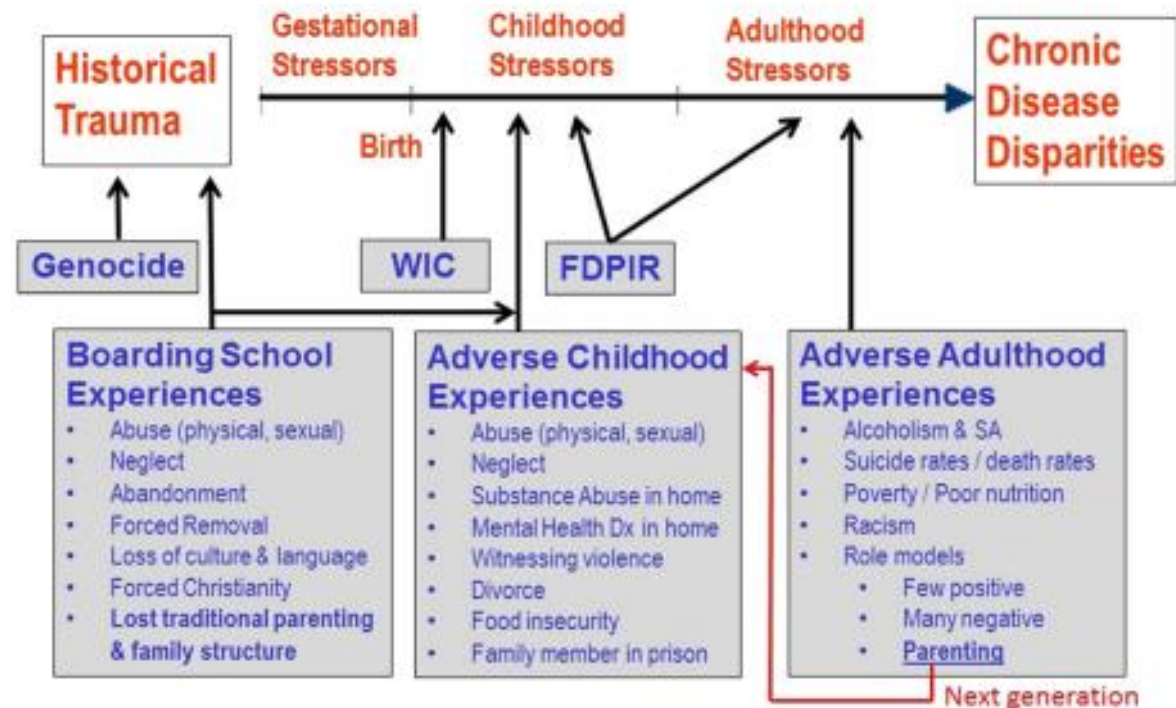 Historical
Trauma
Gestational
Stressors
Childhood
Stressors
Adulthood
Stressors
Chronic
Disease
Disparities
Birth
Genocide
WIC
FDPIR
Boarding School
Experiences
• Abuse (physical, sexual)
• Neglect
• Abandonment
• Forced Removal
• Loss of culture & language
• Forced Christianity
• Lost traditional parenting
& family structure
Adverse Childhood
Experiences
• Abuse (physical, sexual)
• Neglect
• Substance Abuse in home
• Mental Health Dx in home
• Witnessing violence
• Divorce
• Food insecurity
• Family member in prison
Adverse Adulthood
Experiences
• Alcoholism & SA
• Suicide rates / death rates
• Poverty / Poor nutrition
• Racism
• Role models
• Few positive
• Many negative
• Parenting
Next generation